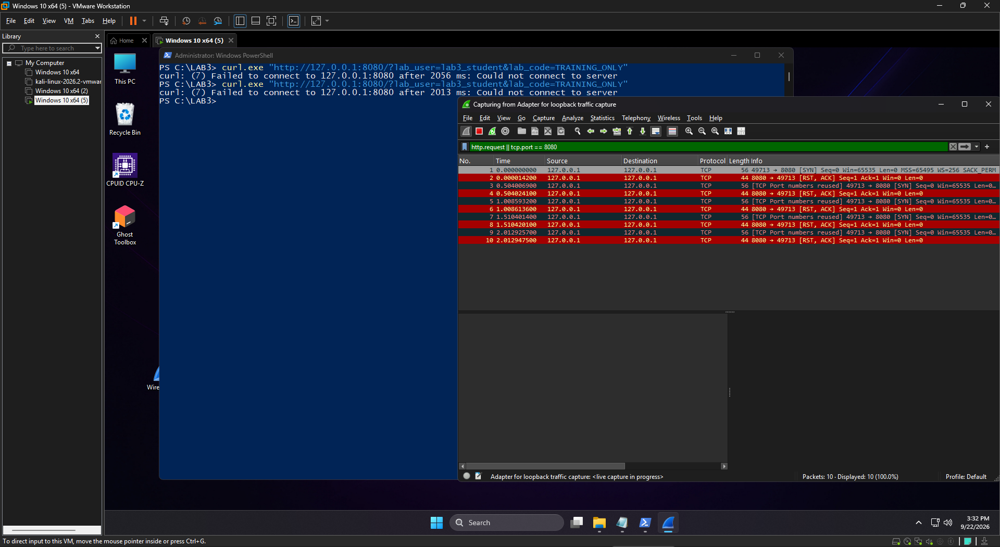 Windows 10 x64 (5) - VMware Workstation
File Edit View VM Tabs Help
Library
Type here to search
My Computer
Windows 10 x64
kali-linux-2026.2-vmwar
Windows 10 x64 (2)
Windows 10 x64 (5)
Home
Windows 10 x64 (5)
This PC
Recycle Bin
CPUID CPU-Z
Ghost
Toolbox
Wire
Administrator: Windows PowerShell
PS C:\LAB3> curl.exe "http://127.0.0.1:8080/?lab_user=lab3_student&lab_code=TRAINING_ONLY"
curl: (7) Failed to connect to 127.0.0.1:8080 after 2056 ms: Could not connect to server
PS C:\LAB3> curl.exe "http://127.0.0.1:8080/?lab_user=lab3_student&lab_code=TRAINING_ONLY"
curl: (7) Failed to connect to 127.0.0.1:8080 after 2013 ms: Could not connect to server
PS C:\LAB3>
Capturing from Adapter for loopback traffic capture
File Edit View Go Capture Analyze Statistics Telephony Wireless Tools Help
http.request || tcp.port == 8080
No. Time Source Destination Protocol Length Info
1 0.000000000 127.0.0.1 127.0.0.1 TCP 56 49713 → 8080 [SYN] Seq=0 Win=65535 Len=0 MSS=65495 WS=256 SACK_PERM
2 0.000014200 127.0.0.1 127.0.0.1 TCP 44 8080 → 49713 [RST, ACK] Seq=1 Ack=1 Win=0 Len=0
3 0.504006900 127.0.0.1 127.0.0.1 TCP 56 [TCP Port numbers reused] 49713 → 8080 [SYN] Seq=0 Win=65535 Len=0…
4 0.504024100 127.0.0.1 127.0.0.1 TCP 44 8080 → 49713 [RST, ACK] Seq=1 Ack=1 Win=0 Len=0
5 1.008593200 127.0.0.1 127.0.0.1 TCP 56 [TCP Port numbers reused] 49713 → 8080 [SYN] Seq=0 Win=65535 Len=0…
6 1.008613600 127.0.0.1 127.0.0.1 TCP 44 8080 → 49713 [RST, ACK] Seq=1 Ack=1 Win=0 Len=0
7 1.510401400 127.0.0.1 127.0.0.1 TCP 56 [TCP Port numbers reused] 49713 → 8080 [SYN] Seq=0 Win=65535 Len=0…
8 1.510420100 127.0.0.1 127.0.0.1 TCP 44 8080 → 49713 [RST, ACK] Seq=1 Ack=1 Win=0 Len=0
9 2.012925700 127.0.0.1 127.0.0.1 TCP 56 [TCP Port numbers reused] 49713 → 8080 [SYN] Seq=0 Win=65535 Len=0…
10 2.012947500 127.0.0.1 127.0.0.1 TCP 44 8080 → 49713 [RST, ACK] Seq=1 Ack=1 Win=0 Len=0
Adapter for loopback traffic capture: <live capture in progress>
Packets: 10 · Displayed: 10 (100.0%)
Profile: Default
Search
3:32 PM
9/22/2026
To direct input to this VM, move the mouse pointer inside or press Ctrl+G.